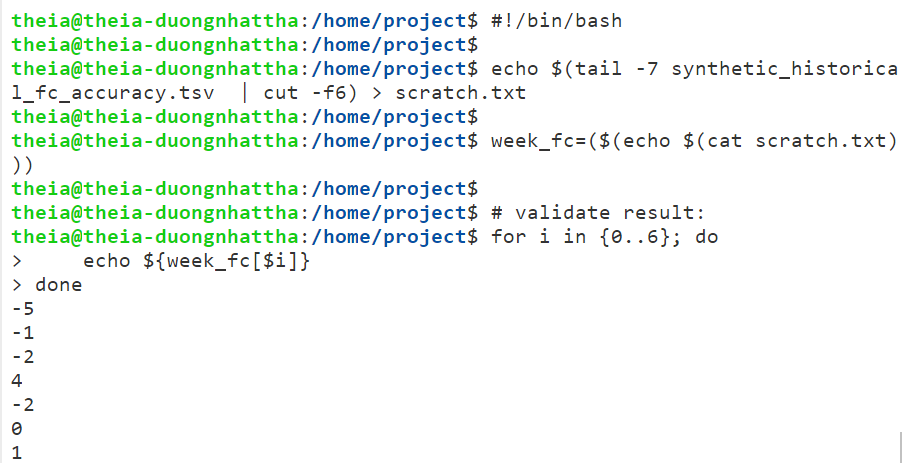 theia@theia-duongnhattha:/home/project$ #!/bin/bash
theia@theia-duongnhattha:/home/project$
theia@theia-duongnhattha:/home/project$ echo $(tail -7 synthetic_historica
l_fc_accuracy.tsv  | cut -f6) > scratch.txt
theia@theia-duongnhattha:/home/project$
theia@theia-duongnhattha:/home/project$ week_fc=($(echo $(cat scratch.txt)
))
theia@theia-duongnhattha:/home/project$
theia@theia-duongnhattha:/home/project$ # validate result:
theia@theia-duongnhattha:/home/project$ for i in {0..6}; do
>     echo ${week_fc[$i]}
> done
-5
-1
-2
4
-2
0
1